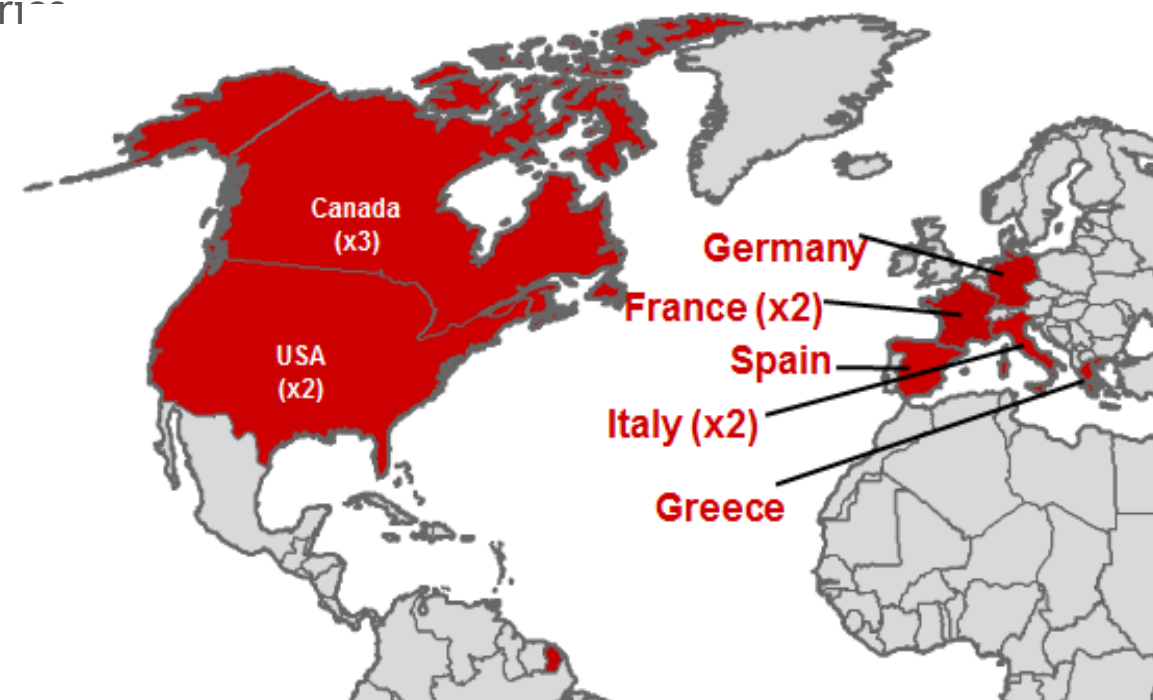 Canada
(x3)
USA
(x2)
Germany
France (x2)
Spain
Italy (x2)
Greece